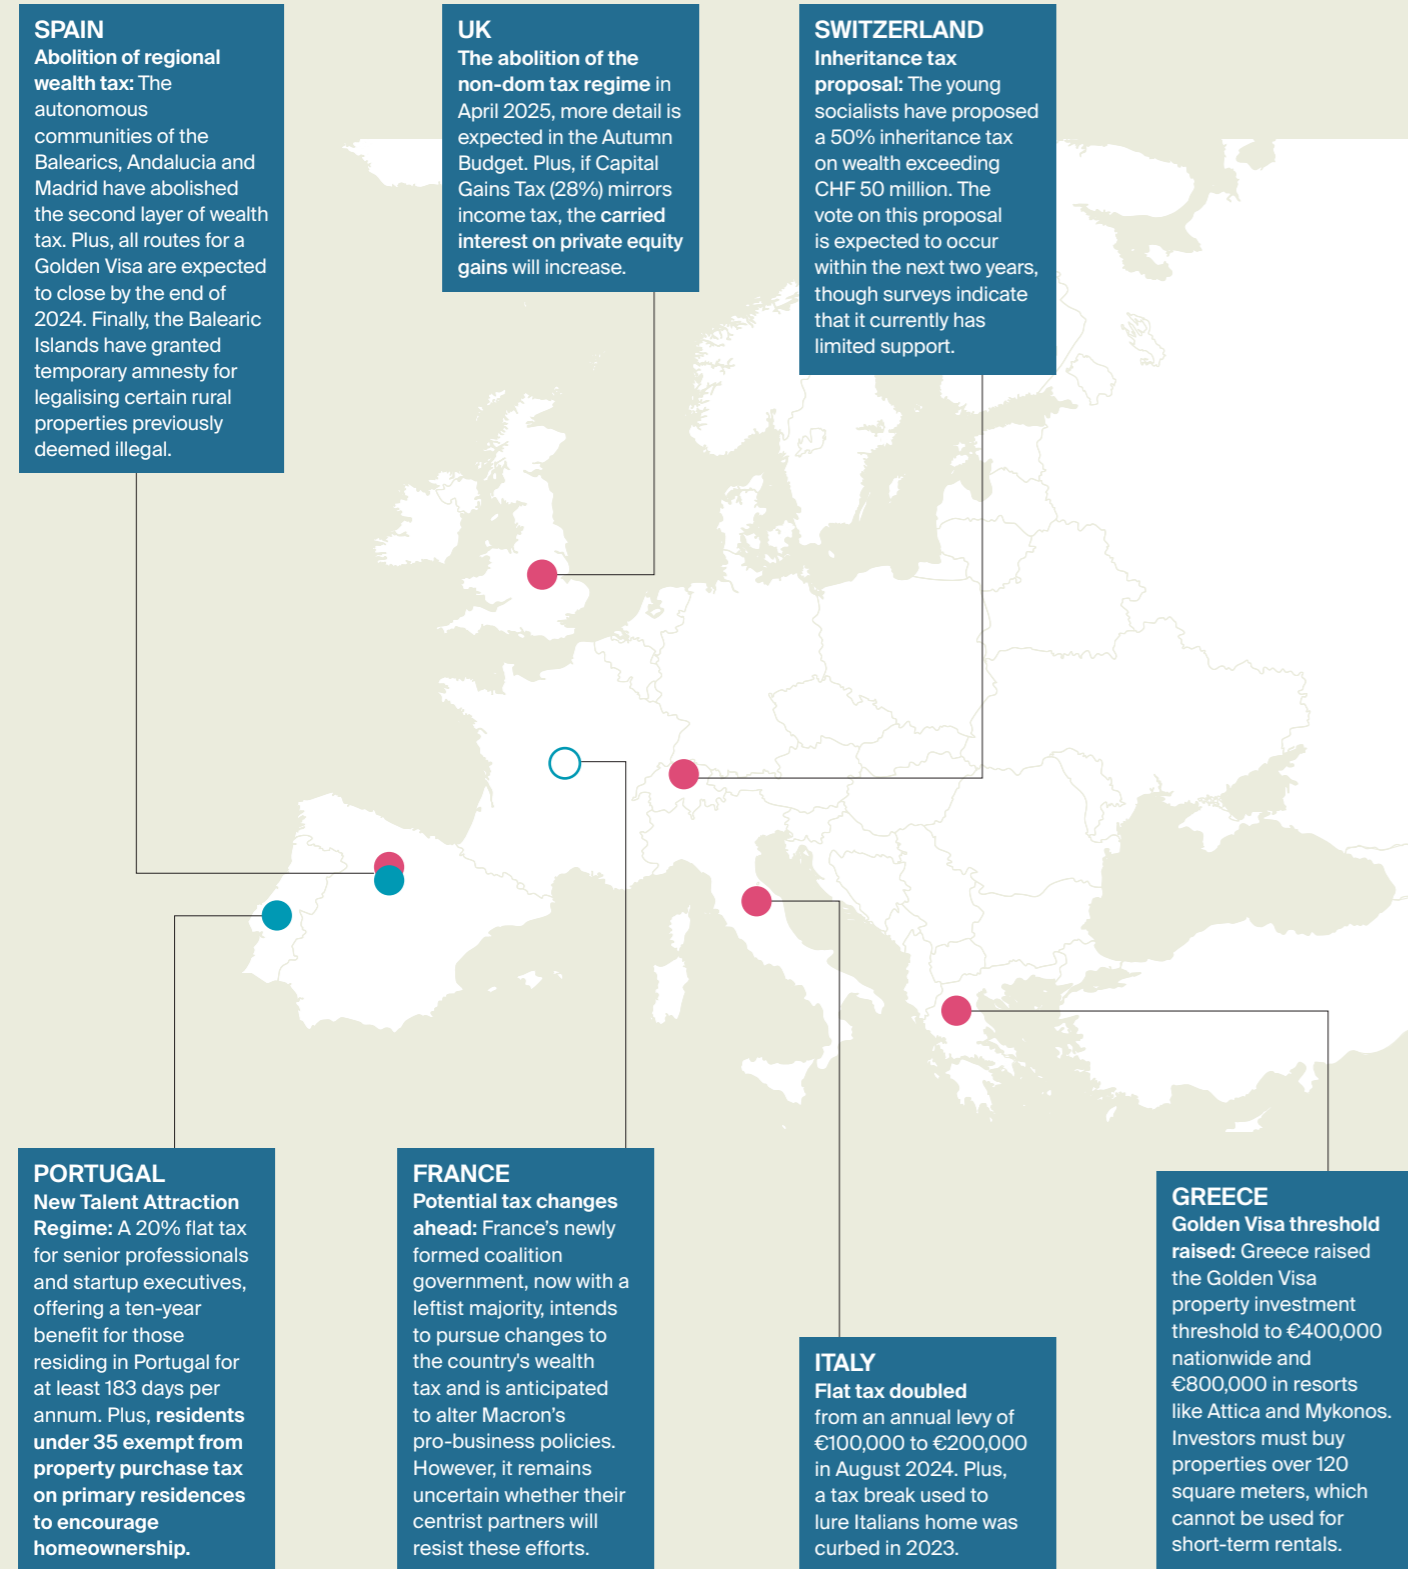 SPAIN
Abolition of regional
wealth tax: The
autonomous
communities of the
Balearics, Andalucia and
Madrid have abolished
the second layer of wealth
tax. Plus, all routes for a
Golden Visa are expected
to close by the end of
2024. Finally, the Balearic
Islands have granted
temporary amnesty for
legalising certain rural
properties previously
deemed illegal.
UK
The abolition of the
non-dom tax regime in
April 2025, more detail is
expected in the Autumn
Budget. Plus, if Capital
Gains Tax (28%) mirrors
income tax, the carried
interest on private equity
gains will increase.
SWITZERLAND
Inheritance tax
proposal: The young
socialists have proposed
a 50% inheritance tax
on wealth exceeding
CHF 50 million. The
vote on this proposal
is expected to occur
within the next two years,
though surveys indicate
that it currently has
limited support.
PORTUGAL
New Talent Attraction
Regime: A 20% flat tax
for senior professionals
and startup executives,
offering a ten-year
benefit for those
residing in Portugal for
at least 183 days per
annum. Plus, residents
under 35 exempt from
property purchase tax
on primary residences
to encourage
homeownership.
FRANCE
Potential tax changes
ahead: France's newly
formed coalition
government, now with a
leftist majority, intends
to pursue changes to
the country's wealth
tax and is anticipated
to alter Macron's
pro-business policies.
However, it remains
uncertain whether their
centrist partners will
resist these efforts.
ITALY
Flat tax doubled
from an annual levy of
€100,000 to €200,000
in August 2024. Plus,
a tax break used to
lure Italians home was
curbed in 2023.
GREECE
Golden Visa threshold
raised: Greece raised
the Golden Visa
property investment
threshold to €400,000
nationwide and
€800,000 in resorts
like Attica and Mykonos.
Investors must buy
properties over 120
square meters, which
cannot be used for
short-term rentals.